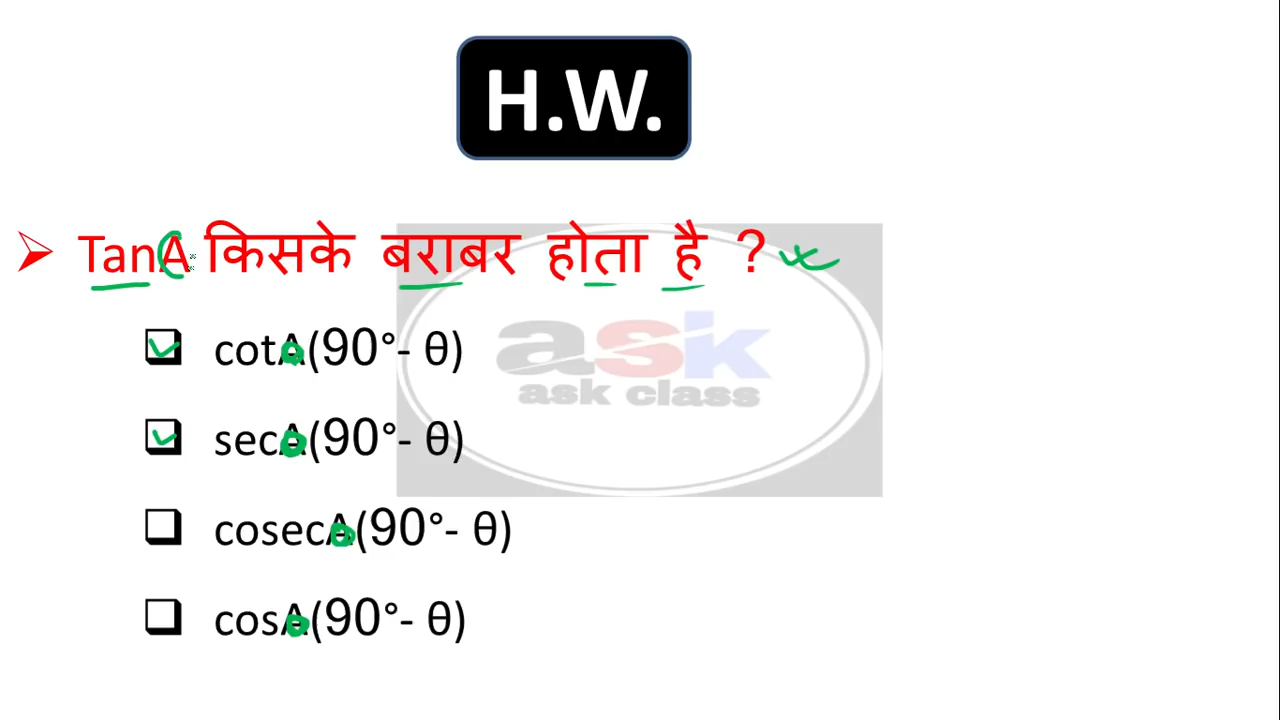 H.W.
TanA किसके बराबर होता है ?
cotA(90°- θ)
ask
secA(90°- θ)
ask class
cosecA(90°- θ)
cosA(90°- θ)